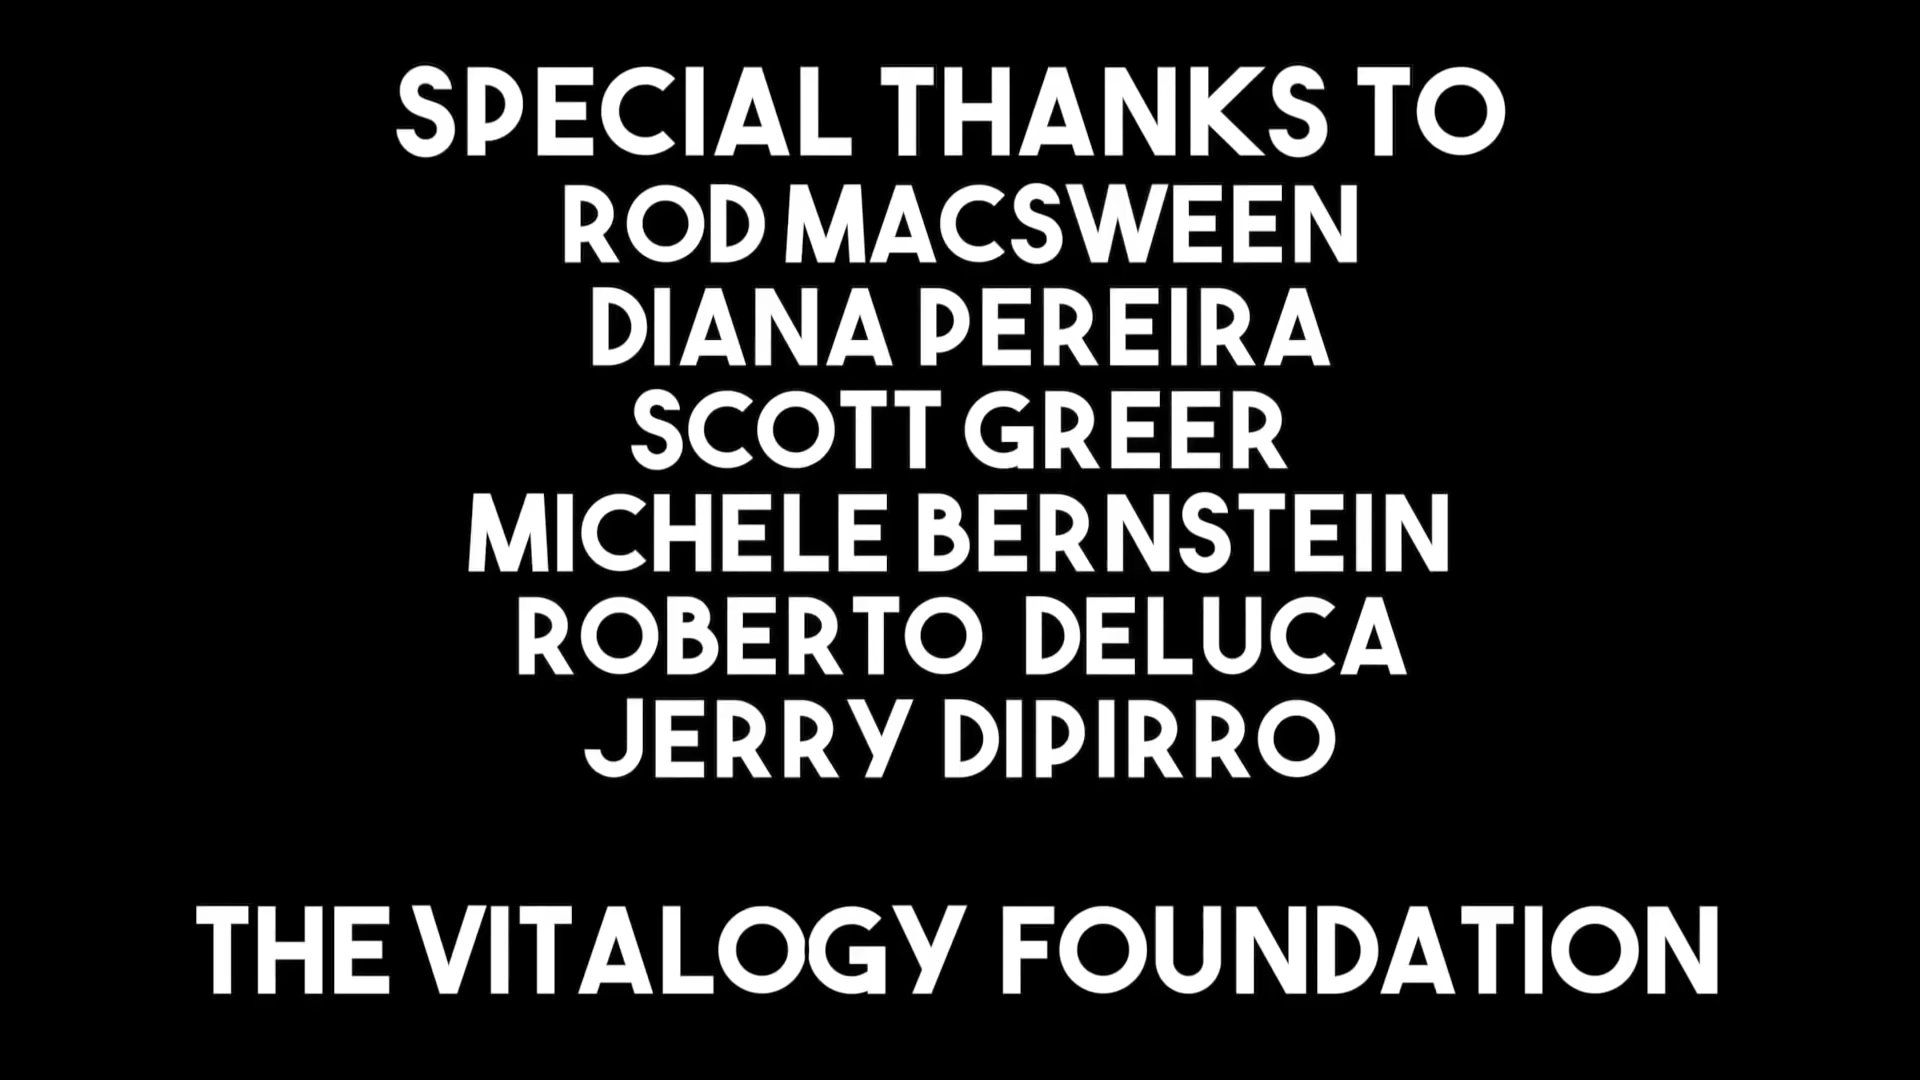 SPECIAL THANKS TO
ROD MACSWEEN
DIANA PEREIRA
SCOTT GREER
MICHELE BERNSTEIN
ROBERTO DELUCA
JERRY DIPIRRO
THE VITALOGY FOUNDATION